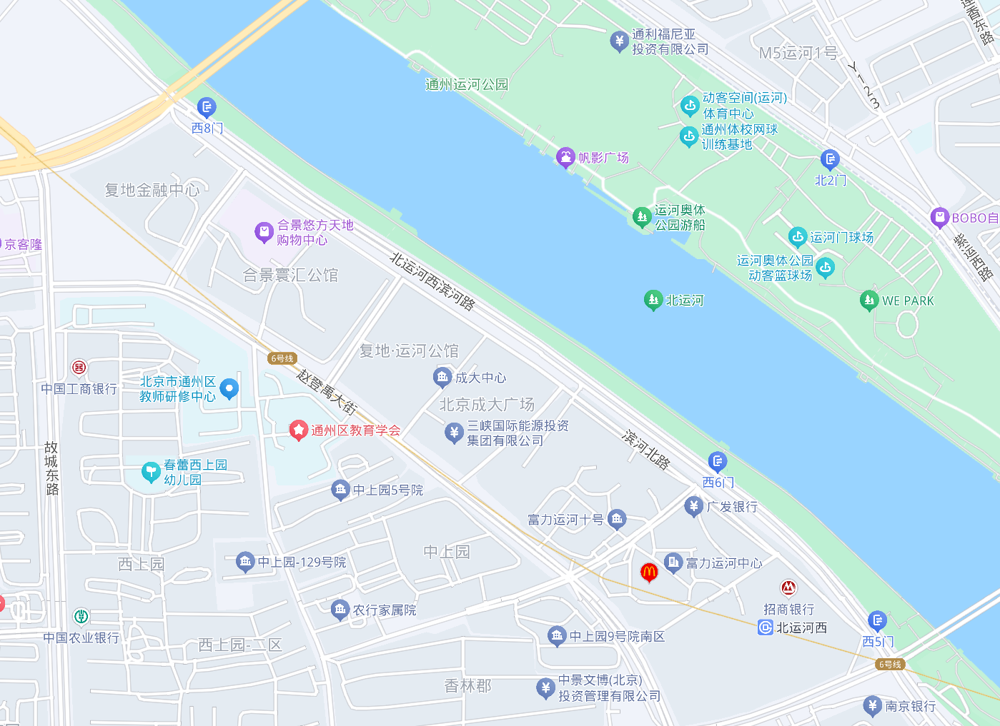 莲香东路
通利福尼亚
投资有限公司
M5运河1号
Y123
通州运河公园
动客空间(运河)
体育中心
通州体校网球
训练基地
西8门
帆影广场
北2门
复地金融中心
运河奥体
公园游船
合景悠方天地
购物中心
BOBO自
京客隆
运河门球场
紫运西路
运河奥体公园
动客篮球场
合景寰汇公馆
北运河西滨河路
北运河
WE PARK
复地·运河公馆
6号线
中国工商银行
北京市通州区
教师研修中心
赵登禹大街
成大中心
北京成大广场
三峡国际能源投资
集团有限公司
通州区教育学会
滨河北路
故城东路
春蕾西上园
幼儿园
西6门
中上园5号院
广发银行
富力运河十号
中上园
西上园
中上园-129号院
富力运河中心
农行家属院
招商银行
北运河西
中国农业银行
西上园-二区
中上园9号院南区
西5门
6号线
香林郡
中景文博(北京)
投资管理有限公司
南京银行